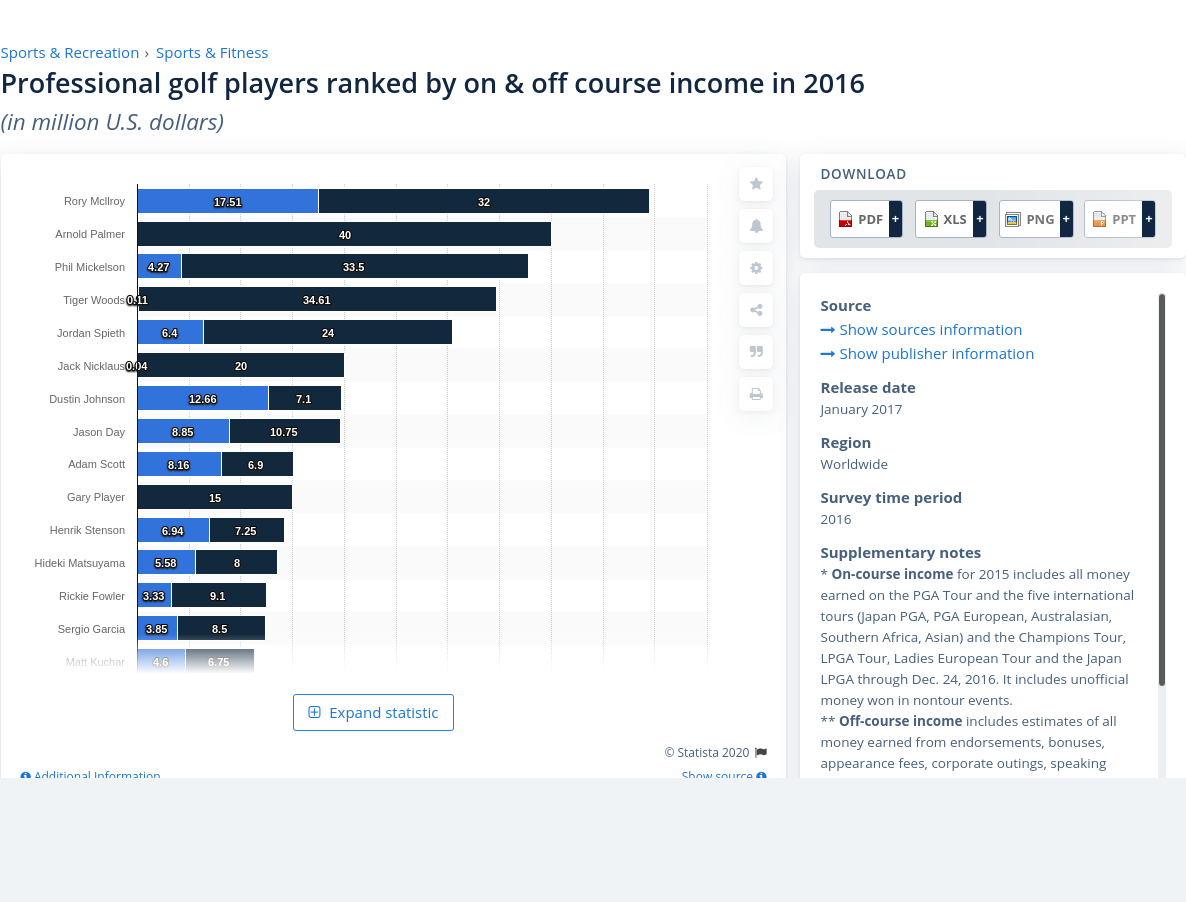 Sports & Recreation › Sports & Fitness
Professional golf players ranked by on & off course income in 2016
(in million U.S. dollars)
Rory McIlroy 17.51 32
Arnold Palmer 40
Phil Mickelson 4.27 33.5
Tiger Woods 0.11 34.61
Jordan Spieth 6.4 24
Jack Nicklaus 0.04 20
Dustin Johnson 12.66 7.1
Jason Day 8.85 10.75
Adam Scott 8.16 6.9
Gary Player 15
Henrik Stenson 6.94 7.25
Hideki Matsuyama 5.58 8
Rickie Fowler 3.33 9.1
Sergio Garcia 3.85 8.5
Matt Kuchar 4.6 6.75
Expand statistic
© Statista 2020
Additional Information
Show source
DOWNLOAD
PDF + XLS + PNG + PPT +
Source
Show sources information
Show publisher information
Release date
January 2017
Region
Worldwide
Survey time period
2016
Supplementary notes
* On-course income for 2015 includes all money
earned on the PGA Tour and the five international
tours (Japan PGA, PGA European, Australasian,
Southern Africa, Asian) and the Champions Tour,
LPGA Tour, Ladies European Tour and the Japan
LPGA through Dec. 24, 2016. It includes unofficial
money won in nontour events.
** Off-course income includes estimates of all
money earned from endorsements, bonuses,
appearance fees, corporate outings, speaking